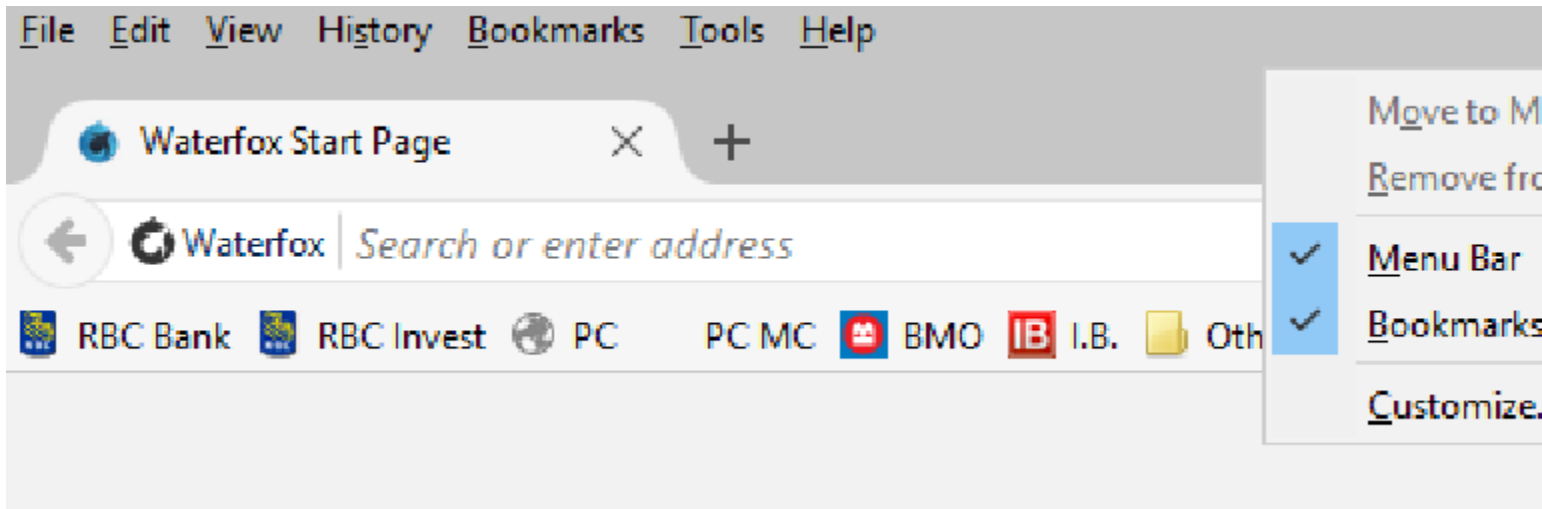 File Edit View History Bookmarks Tools Help
Waterfox Start Page
Waterfox Search or enter address
RBC Bank RBC Invest PC PC MC BMO IB I.B. Oth
Move to M
Remove fro
Menu Bar
Bookmarks
Customize.